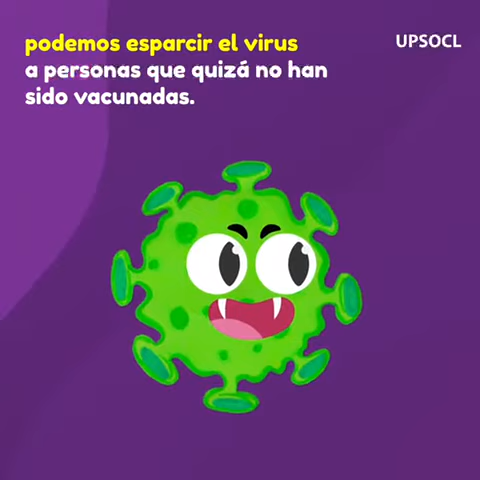 podemos esparcir el virus
a personas que quizá no han
sido vacunadas.
UPSOCL